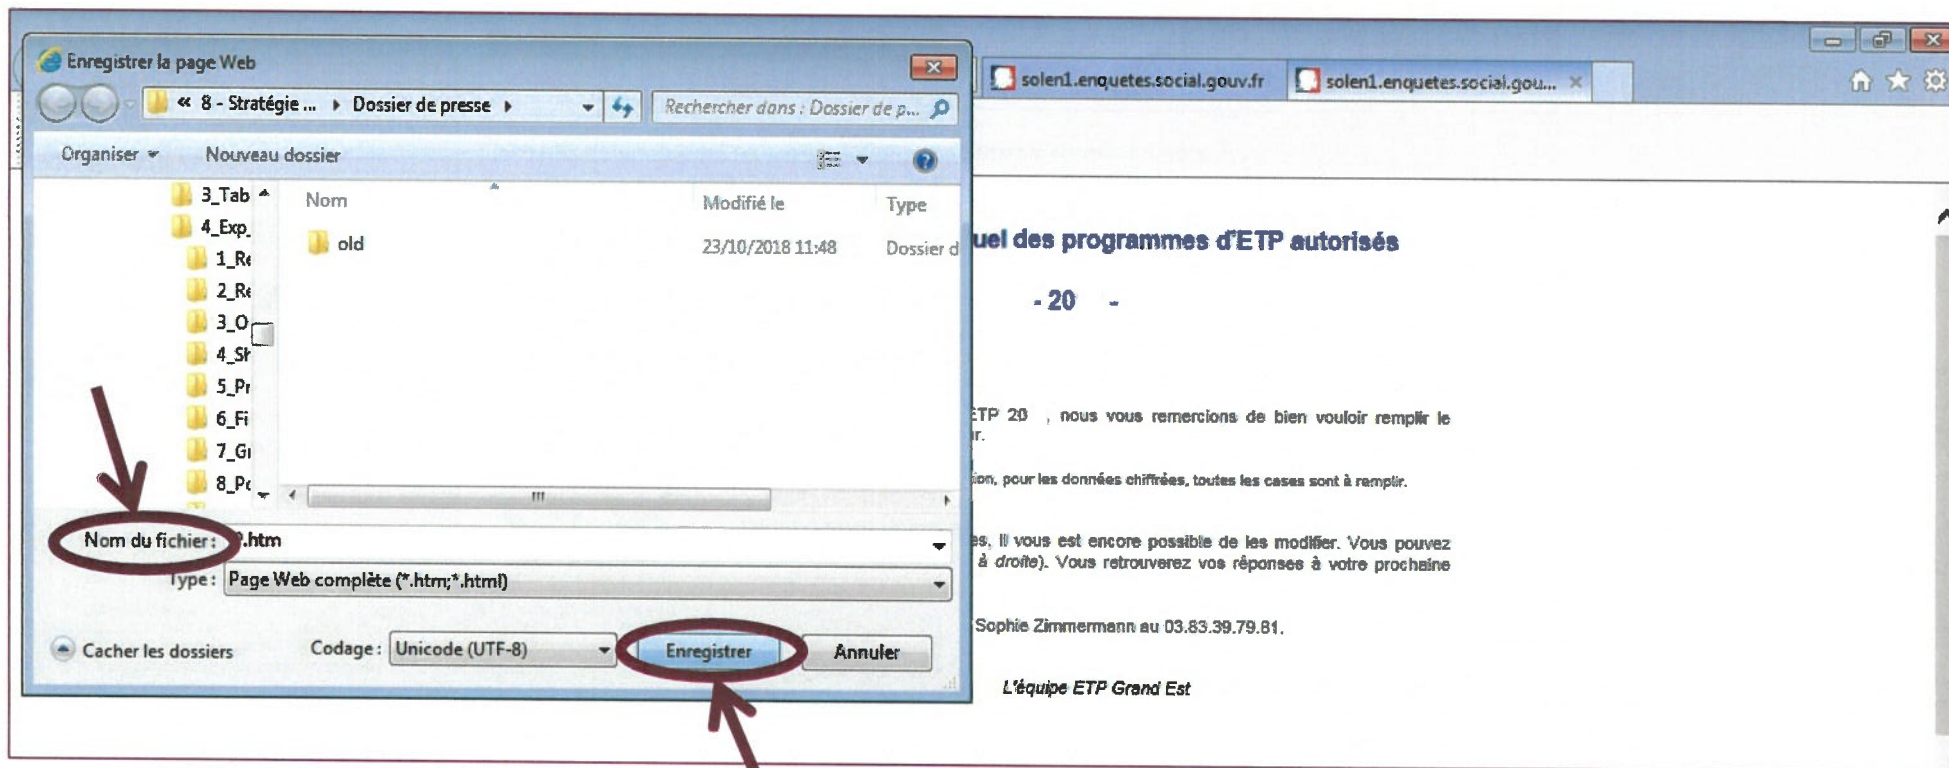 Enregistrer la page Web
« 8 - Stratégie ... Dossier de presse
Rechercher dans : Dossier de p...
solen1.enquetes.social.gouv.fr
solen1.enquetes.social.gou...
Organiser
Nouveau dossier
Nom
Modifié le
Type
3_Tab
4_Exp_
1_Re
2_Re
3_O
4_Sh
5_Pr
6_Fi
7_Gr
8_Po
old
23/10/2018 11:48
Dossier d
uel des programmes d'ETP autorisés
- 20 -
ETP 20 , nous vous remercions de bien vouloir remplir le
ur.
ion, pour les données chiffrées, toutes les cases sont à remplir.
es, il vous est encore possible de les modifier. Vous pouvez
à droite). Vous retrouverez vos réponses à votre prochaine
Sophie Zimmermann au 03.83.39.79.81.
L'équipe ETP Grand Est
Nom du fichier : .htm
Type : Page Web complète (*.htm;*.html)
Cacher les dossiers
Codage : Unicode (UTF-8)
Enregistrer
Annuler